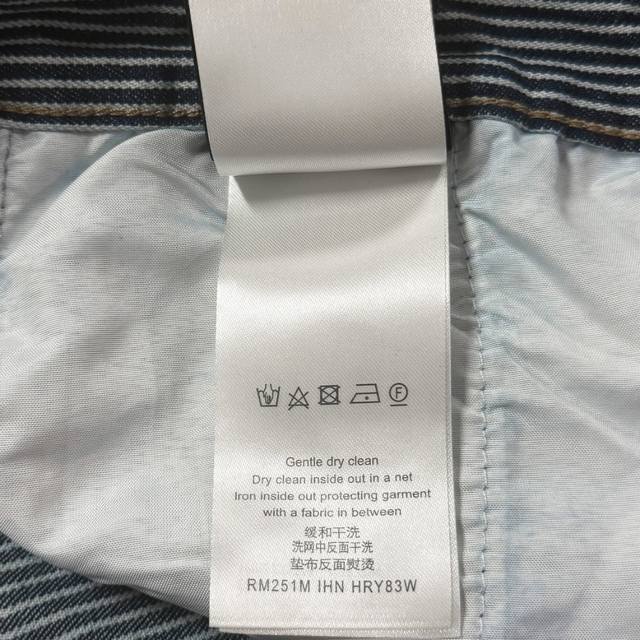 F
Gentle dry clean
Dry clean inside out in a net
Iron inside out protecting garment
with a fabric in between
缓和干洗
洗网中反面干洗
垫布反面熨烫
RM251M IHN HRY83W